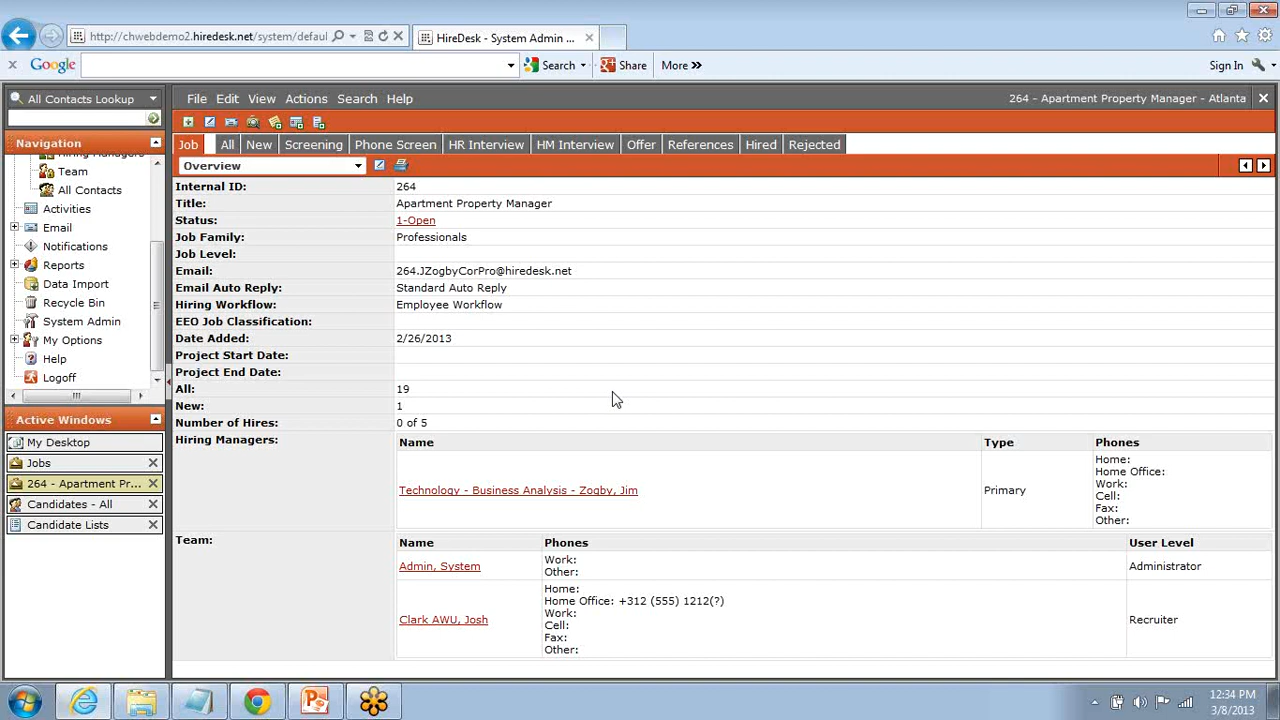 http://chwebdemo2.hiredesk.net/system/defaul
HireDesk - System Admin ...
Google
Search
Share
More »
Sign In
All Contacts Lookup
File Edit View Actions Search Help
264 - Apartment Property Manager - Atlanta
Navigation
Hiring Managers
Team
All Contacts
Activities
Email
Notifications
Reports
Data Import
Recycle Bin
System Admin
My Options
Help
Logoff
Active Windows
My Desktop
Jobs
264 - Apartment Pr...
Candidates - All
Candidate Lists
Job All New Screening Phone Screen HR Interview HM Interview Offer References Hired Rejected
Overview
Internal ID: 264
Title: Apartment Property Manager
Status: 1-Open
Job Family: Professionals
Job Level:
Email: 264.JZogbyCorPro@hiredesk.net
Email Auto Reply: Standard Auto Reply
Hiring Workflow: Employee Workflow
EEO Job Classification:
Date Added: 2/26/2013
Project Start Date:
Project End Date:
All: 19
New: 1
Number of Hires: 0 of 5
Hiring Managers:
Name Type Phones
Technology - Business Analysis - Zogby, Jim Primary
Home:
Home Office:
Work:
Cell:
Fax:
Other:
Team:
Name Phones User Level
Admin, System
Work:
Other:
Administrator
Clark AWU, Josh
Home:
Home Office: +312 (555) 1212(?)
Work:
Cell:
Fax:
Other:
Recruiter
12:34 PM
3/8/2013